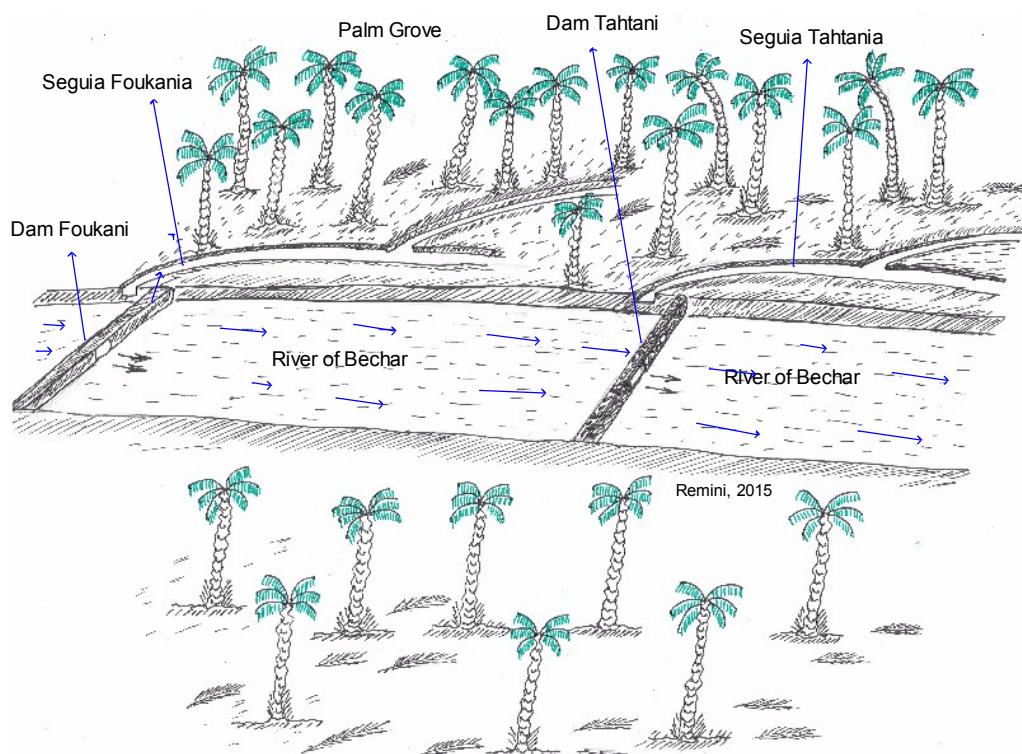 Palm Grove
Dam Tahtani
Seguia Tahtania
Seguia Foukania
Dam Foukani
River of Bechar
River of Bechar
Remini, 2015